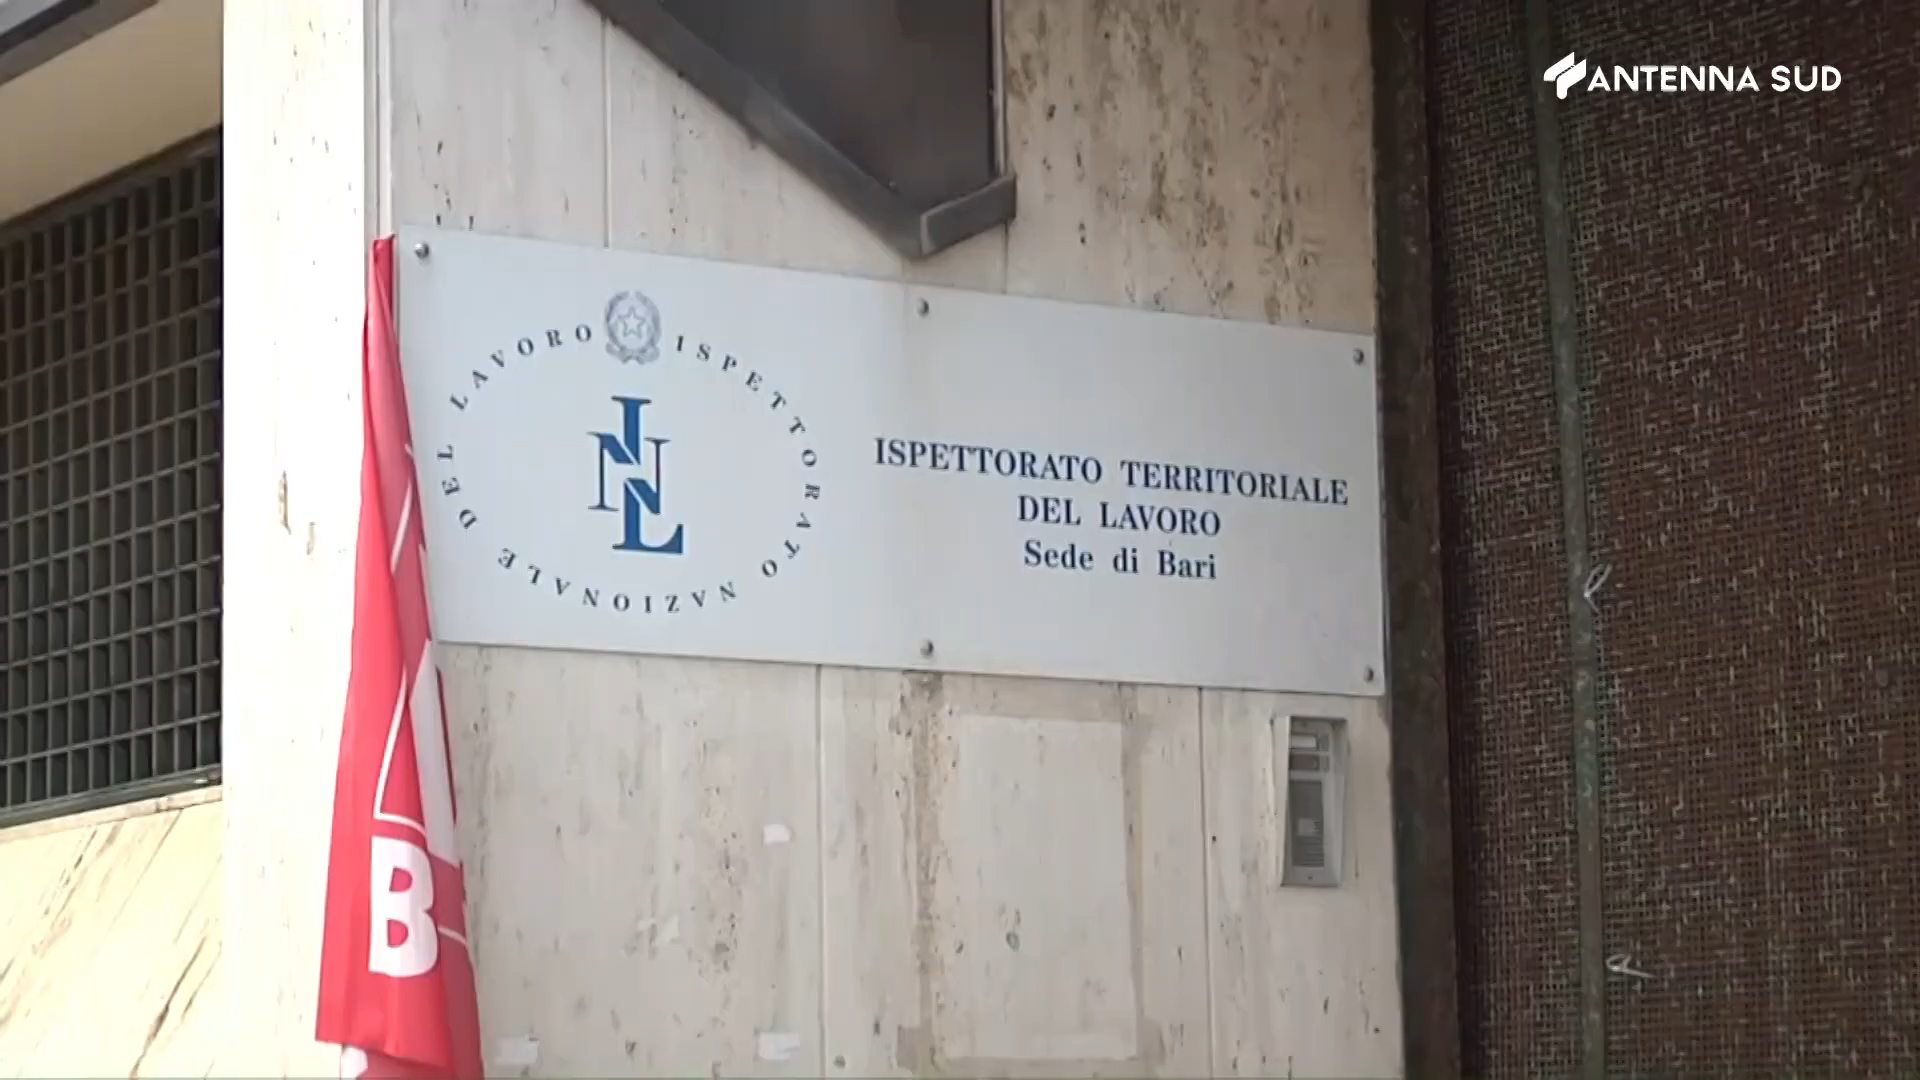 ANTENNA SUD
ISPETTORATO NAZIONALE DEL LAVORO
INL
ISPETTORATO TERRITORIALE
DEL LAVORO
Sede di Bari
B